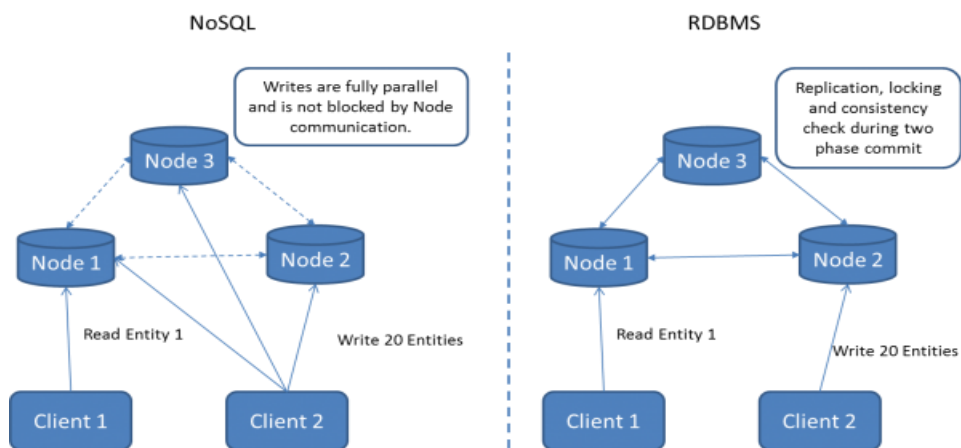 NoSQL
Writes are fully parallel
and is not blocked by Node
communication.
Node 3
Node 1
Node 2
Read Entity 1
Write 20 Entities
Client 1
Client 2
RDBMS
Replication, locking
and consistency
check during two
phase commit
Node 3
Node 1
Node 2
Read Entity 1
Write 20 Entities
Client 1
Client 2